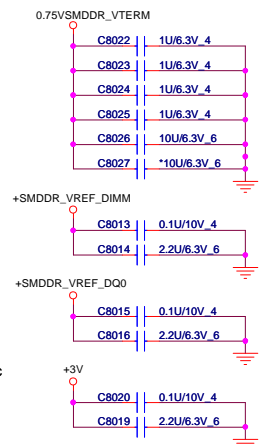 0.75VSMDDR_VTERM
C8022 1U/6.3V_4
C8023 1U/6.3V_4
C8024 1U/6.3V_4
C8025 1U/6.3V_4
C8026 10U/6.3V_6
C8027 *10U/6.3V_6
+SMDDR_VREF_DIMM
C8013 0.1U/10V_4
C8014 2.2U/6.3V_6
+SMDDR_VREF_DQ0
C8015 0.1U/10V_4
C8016 2.2U/6.3V_6
c
+3V
C8020 0.1U/10V_4
C8019 2.2U/6.3V_6